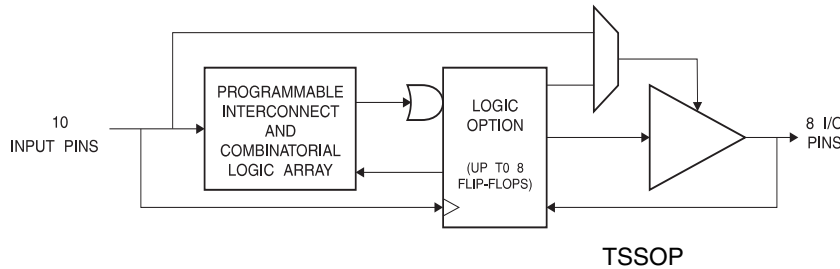 PROGRAMMABLE
INTERCONNECT
AND
COMBINATORIAL
LOGIC ARRAY
10
INPUT PINS
LOGIC
OPTION
(UP T0 8
FLIP-FLOPS)
8 I/O
PINS
TSSOP